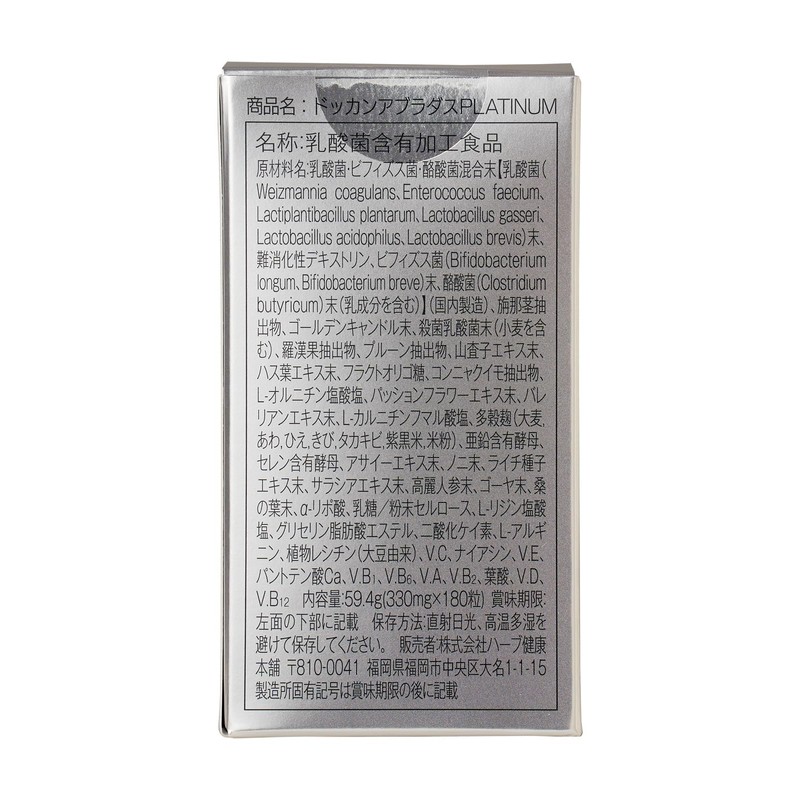 商品名：ドッカンアブラダスPLATINUM
名称:乳酸菌含有加工食品
原材料名:乳酸菌・ビフィズス菌・酪酸菌混合末【乳酸菌(
Weizmannia coagulans、Enterococcus faecium、
Lactiplantibacillus plantarum、Lactobacillus gasseri、
Lactobacillus acidophilus、Lactobacillus brevis)末、
難消化性デキストリン、ビフィズス菌(Bifidobacterium
longum、Bifidobacterium breve)末、酪酸菌(Clostridium
butyricum)末(乳成分を含む)】(国内製造)、旃那茎抽
出物、ゴールデンキャンドル末、殺菌乳酸菌末(小麦を含
む)、羅漢果抽出物、プルーン抽出物、山査子エキス末、
ハス葉エキス末、フラクトオリゴ糖、コンニャクイモ抽出物、
L-オルニチン塩酸塩、パッションフラワーエキス末、バレ
リアンエキス末、L-カルニチンフマル酸塩、多穀麹(大麦,
あわ,ひえ,きび,タカキビ,紫黒米,米粉)、亜鉛含有酵母、
セレン含有酵母、アサイーエキス末、ノニ末、ライチ種子
エキス末、サラシアエキス末、高麗人参末、ゴーヤ末、桑
の葉末、α-リポ酸、乳糖／粉末セルロース、L-リジン塩酸
塩、グリセリン脂肪酸エステル、二酸化ケイ素、L-アルギ
ニン、植物レシチン(大豆由来)、V.C、ナイアシン、V.E、
パントテン酸Ca、V.B₁、V.B₆、V.A、V.B₂、葉酸、V.D、
V.B₁₂　内容量:59.4g(330mg×180粒) 賞味期限:
左面の下部に記載　保存方法:直射日光、高温多湿を
避けて保存してください。　販売者:株式会社ハーブ健康
本舗 〒810-0041 福岡県福岡市中央区大名1-1-15
製造所固有記号は賞味期限の後に記載